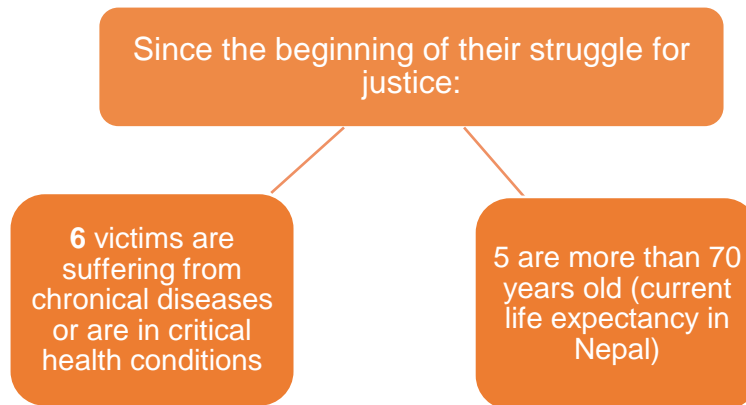 Since the beginning of their struggle for
justice:
6 victims are
suffering from
chronical diseases
or are in critical
health conditions
5 are more than 70
years old (current
life expectancy in
Nepal)